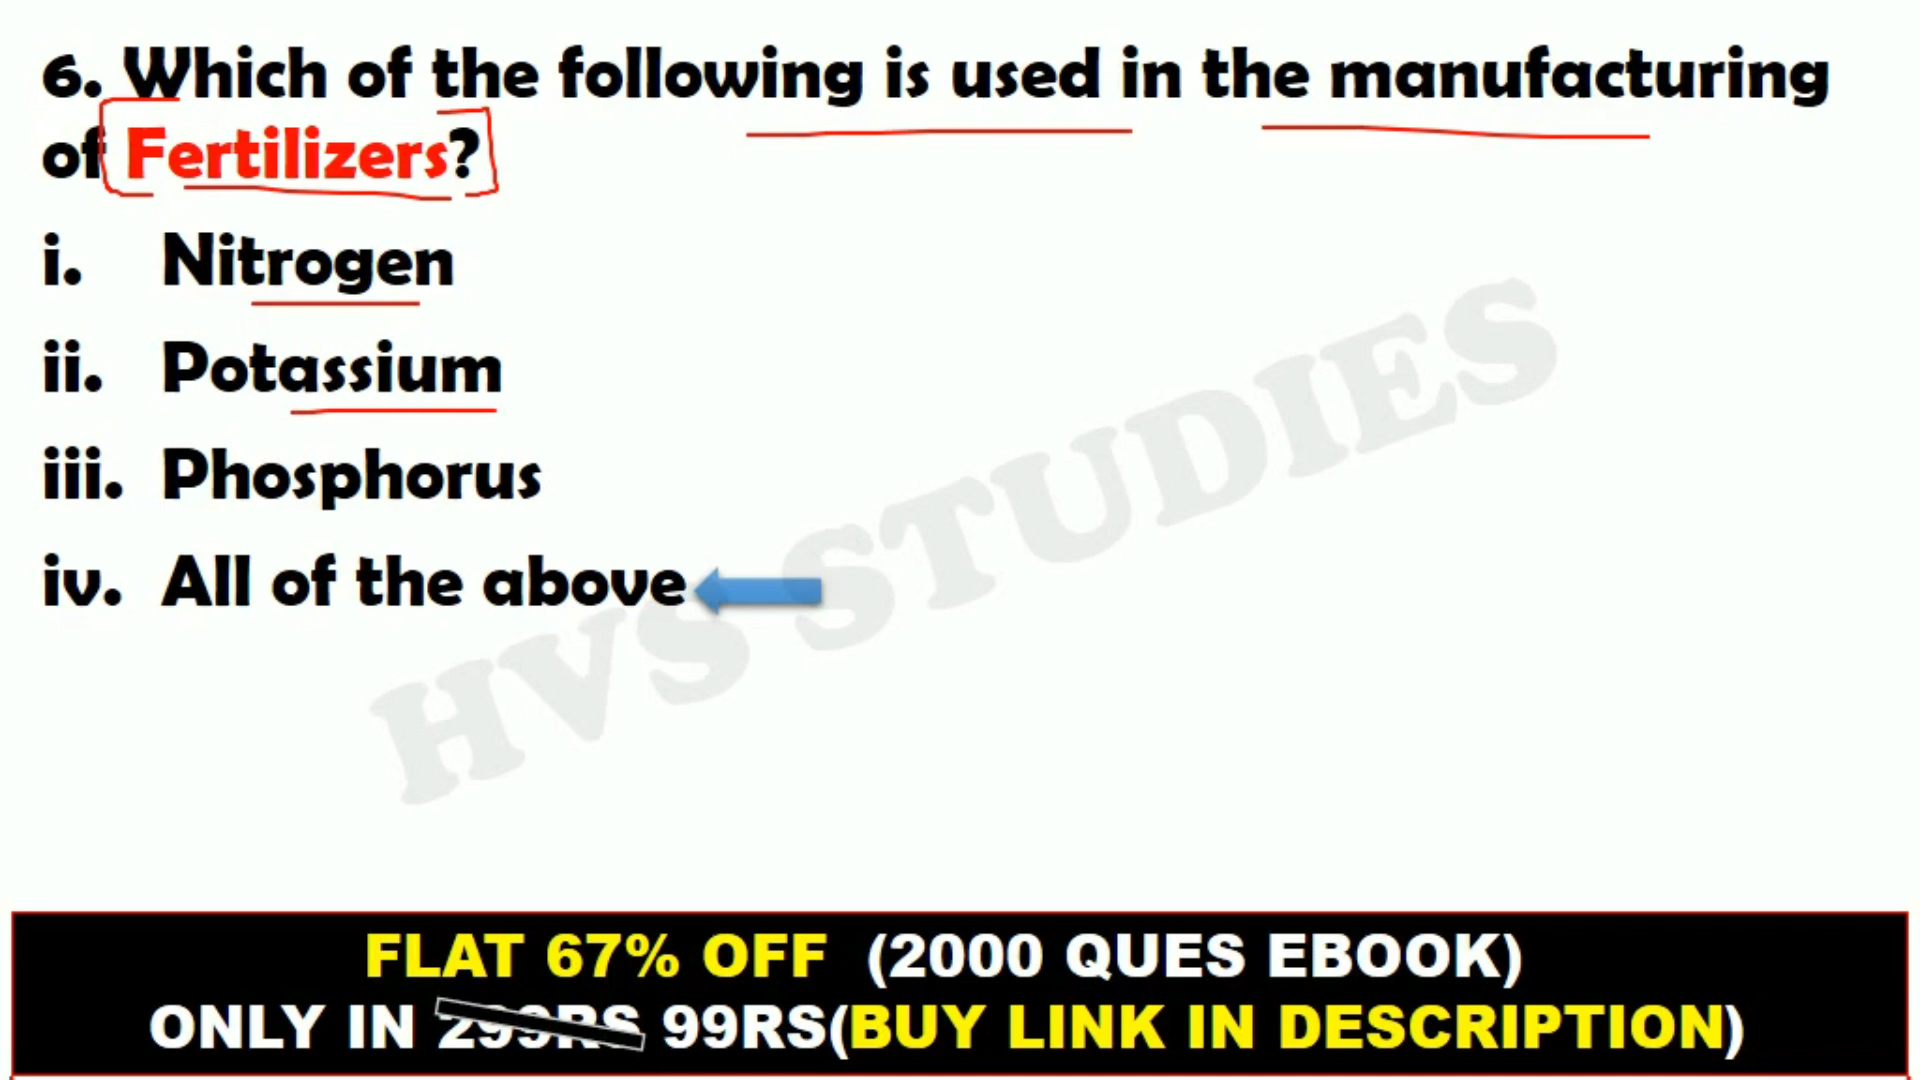 6. Which of the following is used in the manufacturing
of Fertilizers?
i. Nitrogen
ii. Potassium
iii. Phosphorus
iv. All of the above
HVS STUDIES
FLAT 67% OFF (2000 QUES EBOOK)
ONLY IN 299RS 99RS(BUY LINK IN DESCRIPTION)